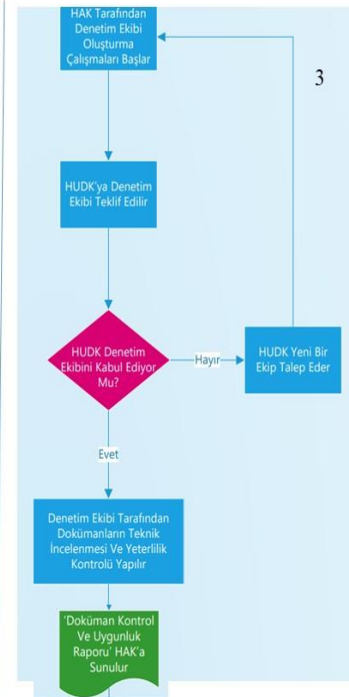 HAK Tarafından
Denetim Ekibi
Oluşturma
Çalışmaları Başlar
3
HUDK'ya Denetim
Ekibi Teklif Edilir
HUDK Denetim
Ekibini Kabul Ediyor
Mu?
Hayır
HUDK Yeni Bir
Ekip Talep Eder
Evet
Denetim Ekibi Tarafından
Dokümanların Teknik
İncelenmesi Ve Yeterlilik
Kontrolü Yapılır
'Doküman Kontrol
Ve Uygunluk
Raporu' HAK'a
Sunulur